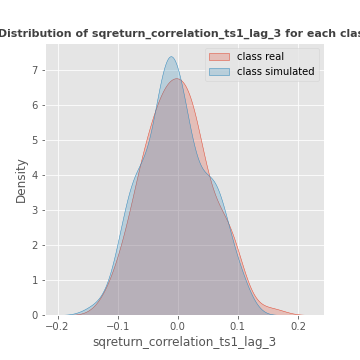 Distribution of sqreturn_correlation_ts1_lag_3 for each clas
class real
class simulated
7
6
5
4
3
2
1
0
Density
−0.2 −0.1 0.0 0.1 0.2
sqreturn_correlation_ts1_lag_3